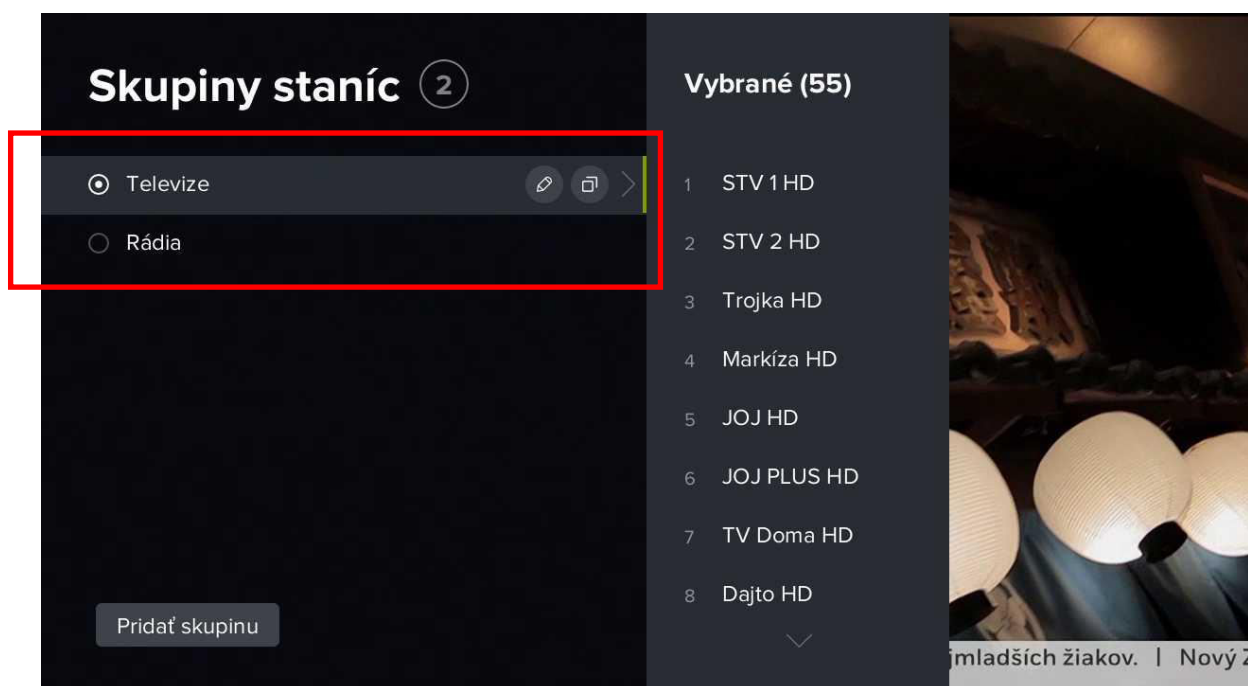 Skupiny staníc 2
Televize
Rádia
Pridať skupinu
Vybrané (55)
1 STV 1 HD
2 STV 2 HD
3 Trojka HD
4 Markíza HD
5 JOJ HD
6 JOJ PLUS HD
7 TV Doma HD
8 Dajto HD
jmladších žiakov. | Nový